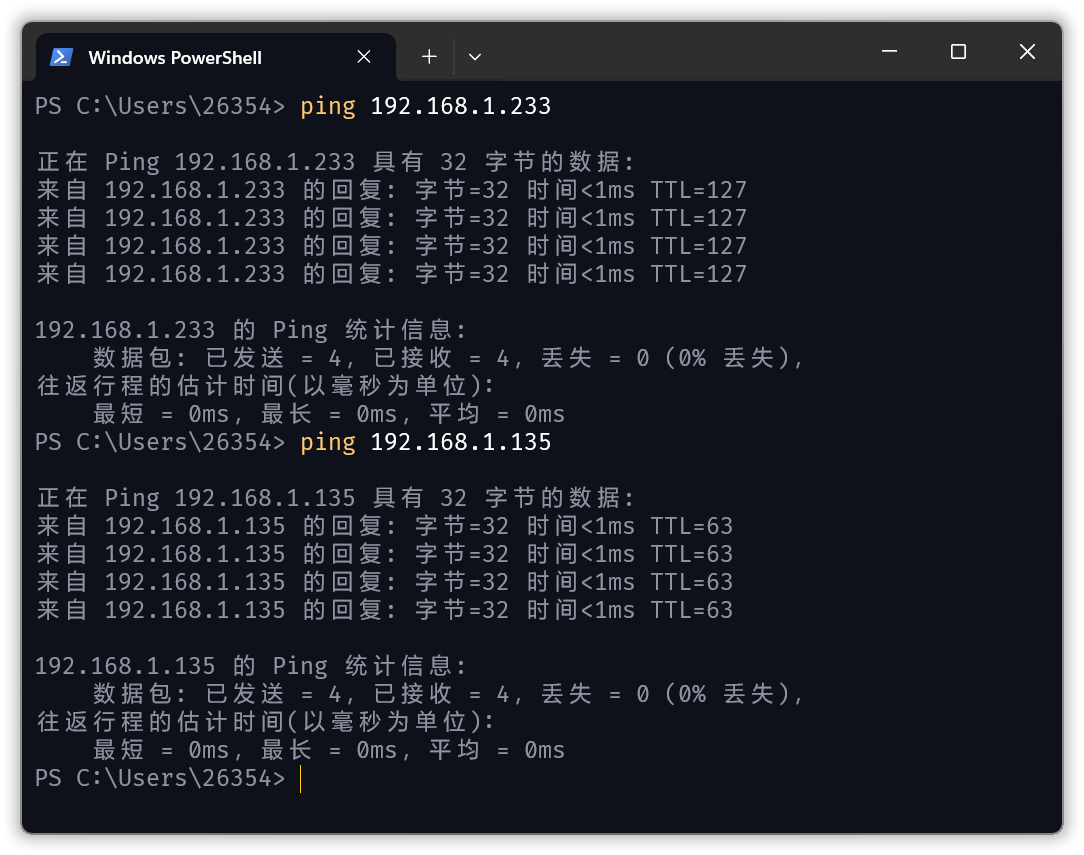 Windows PowerShell
PS C:\Users\26354> ping 192.168.1.233
正在 Ping 192.168.1.233 具有 32 字节的数据:
来自 192.168.1.233 的回复: 字节=32 时间<1ms TTL=127
来自 192.168.1.233 的回复: 字节=32 时间<1ms TTL=127
来自 192.168.1.233 的回复: 字节=32 时间<1ms TTL=127
来自 192.168.1.233 的回复: 字节=32 时间<1ms TTL=127
192.168.1.233 的 Ping 统计信息:
数据包: 已发送 = 4, 已接收 = 4, 丢失 = 0 (0% 丢失),
往返行程的估计时间(以毫秒为单位):
最短 = 0ms, 最长 = 0ms, 平均 = 0ms
PS C:\Users\26354> ping 192.168.1.135
正在 Ping 192.168.1.135 具有 32 字节的数据:
来自 192.168.1.135 的回复: 字节=32 时间<1ms TTL=63
来自 192.168.1.135 的回复: 字节=32 时间<1ms TTL=63
来自 192.168.1.135 的回复: 字节=32 时间<1ms TTL=63
来自 192.168.1.135 的回复: 字节=32 时间<1ms TTL=63
192.168.1.135 的 Ping 统计信息:
数据包: 已发送 = 4, 已接收 = 4, 丢失 = 0 (0% 丢失),
往返行程的估计时间(以毫秒为单位):
最短 = 0ms, 最长 = 0ms, 平均 = 0ms
PS C:\Users\26354>